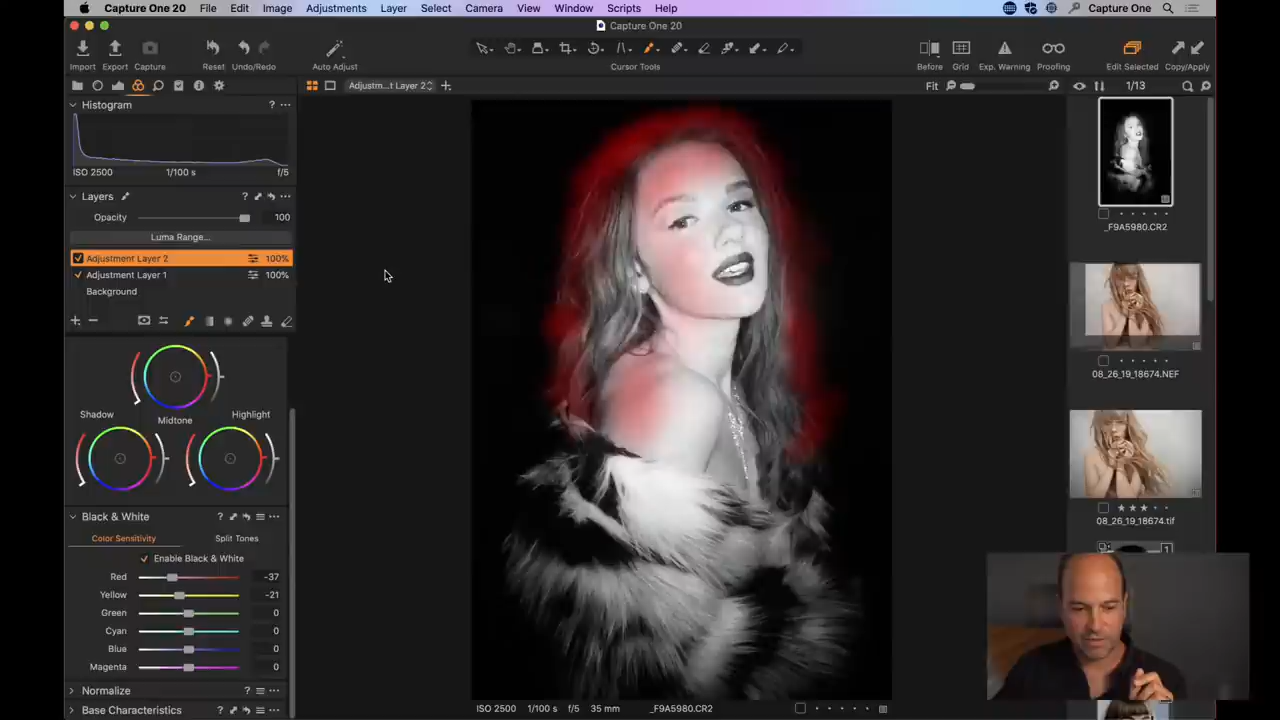 Capture One 20 File Edit Image Adjustments Layer Select Camera View Window Scripts Help Capture One
Capture One 20
Import Export Capture Reset Undo/Redo Auto Adjust Cursor Tools Before Grid Exp. Warning Proofing Edit Selected Copy/Apply
Adjustm...t Layer 2 Fit 1/13
Histogram
ISO 2500 1/100 s f/5
Layers
Opacity 100
Luma Range...
Adjustment Layer 2 100%
Adjustment Layer 1 100%
Background
Shadow Midtone Highlight
Black & White
Color Sensitivity Split Tones
Enable Black & White
Red -37
Yellow -21
Green 0
Cyan 0
Blue 0
Magenta 0
Normalize
Base Characteristics
ISO 2500 1/100 s f/5 35 mm _F9A5980.CR2
_F9A5980.CR2
08_26_19_18674.NEF
08_26_19_18674.tif
1